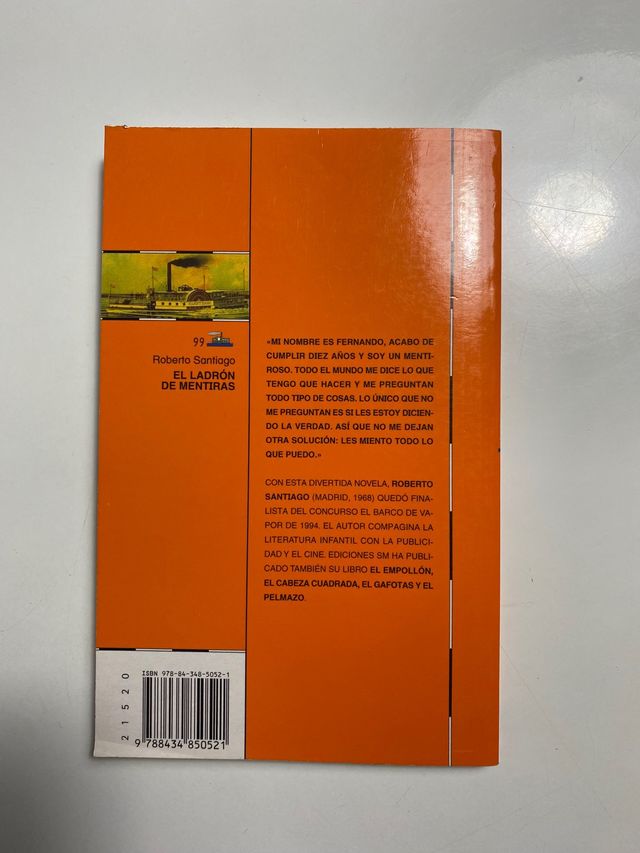 99
Roberto Santiago
EL LADRÓN
DE MENTIRAS
«MI NOMBRE ES FERNANDO, ACABO DE
CUMPLIR DIEZ AÑOS Y SOY UN MENTI-
ROSO. TODO EL MUNDO ME DICE LO QUE
TENGO QUE HACER Y ME PREGUNTAN
TODO TIPO DE COSAS. LO ÚNICO QUE NO
ME PREGUNTAN ES SI LES ESTOY DICIEN-
DO LA VERDAD. ASÍ QUE NO ME DEJAN
OTRA SOLUCIÓN: LES MIENTO TODO LO
QUE PUEDO.»
CON ESTA DIVERTIDA NOVELA, ROBERTO
SANTIAGO (MADRID, 1968) QUEDÓ FINA-
LISTA DEL CONCURSO EL BARCO DE VA-
POR DE 1994. EL AUTOR COMPAGINA LA
LITERATURA INFANTIL CON LA PUBLICI-
DAD Y EL CINE. EDICIONES SM HA PUBLI-
CADO TAMBIÉN SU LIBRO EL EMPOLLÓN,
EL CABEZA CUADRADA, EL GAFOTAS Y EL
PELMAZO.
ISBN 978-84-348-5052-1
21520
9 788434 850521